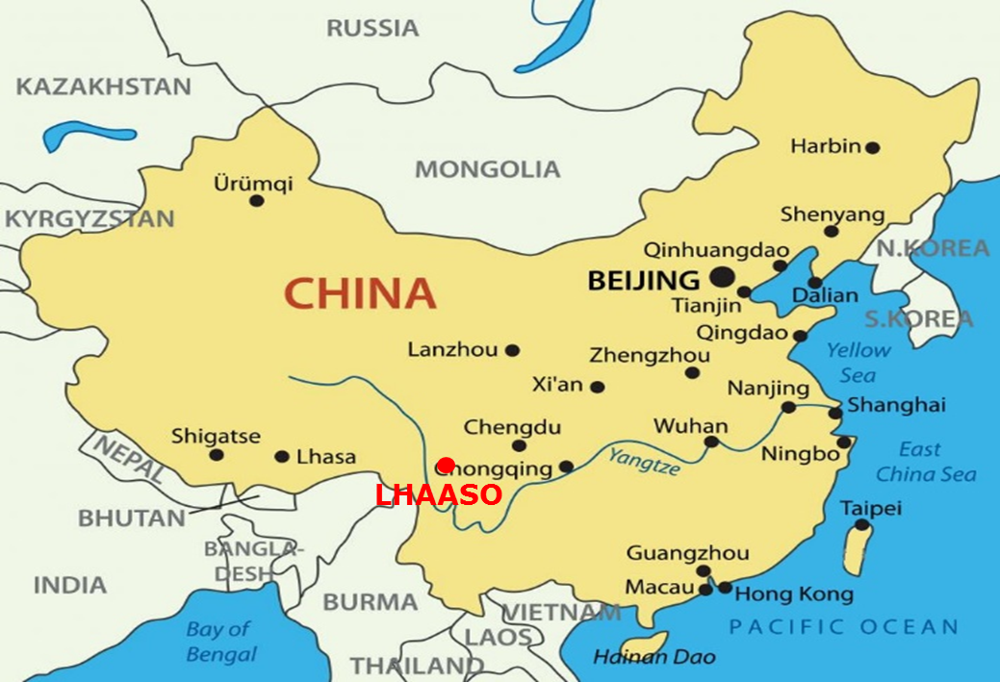 RUSSIA
KAZAKHSTAN
Harbin
MONGOLIA
Ürümqi
KYRGYZSTAN
Shenyang
Qinhuangdao
N.KOREA
BEIJING
CHINA
Dalian
Tianjin
S.KOREA
Qingdao
Lanzhou
Zhengzhou
Yellow
Sea
Xi'an
Nanjing
Shanghai
Chengdu
Wuhan
Shigatse
Lhasa
NEPAL
Ningbo
East
China Sea
Yangtze
Chongqing
LHAASO
Taipei
BHUTAN
BANGLA-
DESH
Guangzhou
INDIA
Macau
Hong Kong
BURMA
VIETNAM
PACIFIC OCEAN
Bay of
Bengal
LAOS
Hainan Dao
THAILAND